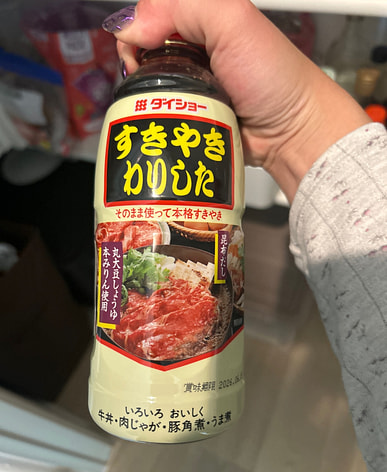 ダイショー
すきやき
わりした
そのまま使って本格すきやき
丸大豆しょうゆ
本みりん使用
昆布だし
賞味期限
いろいろ おいしく
牛丼・肉じゃが・豚角煮・うま煮